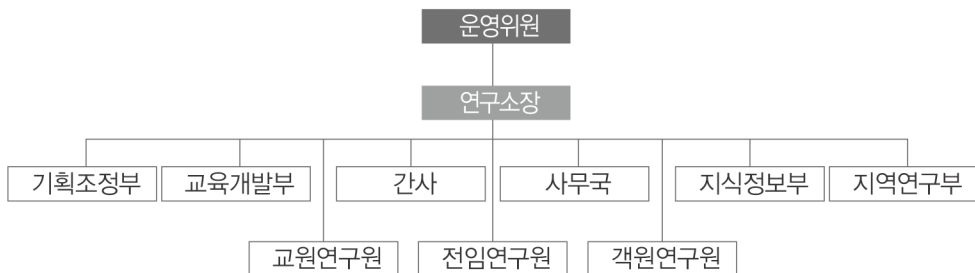 운영위원
연구소장
기획조정부 교육개발부 간사 사무국 지식정보부 지역연구부
교원연구원 전임연구원 객원연구원